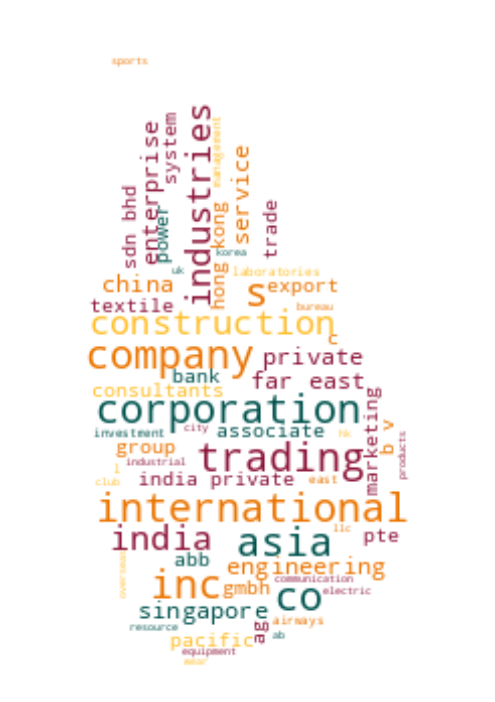 sports
industries
management
system
enterprise
service
sdn bhd
power
trade
hong kong
korea
uk
laboratories
china
s
export
textile
bureau
construction
c
company
private
bank
far east
consultants
marketing
corporation
city
investment
associate
hk
b v
group
trading
products
industrial
l
india private
east
club
international
llc
india
asia
pte
abb
engineering
overseas
communication
inc
gmbh
co
electric
singapore
airways
resource
ag
ab
pacific
equipment
wear